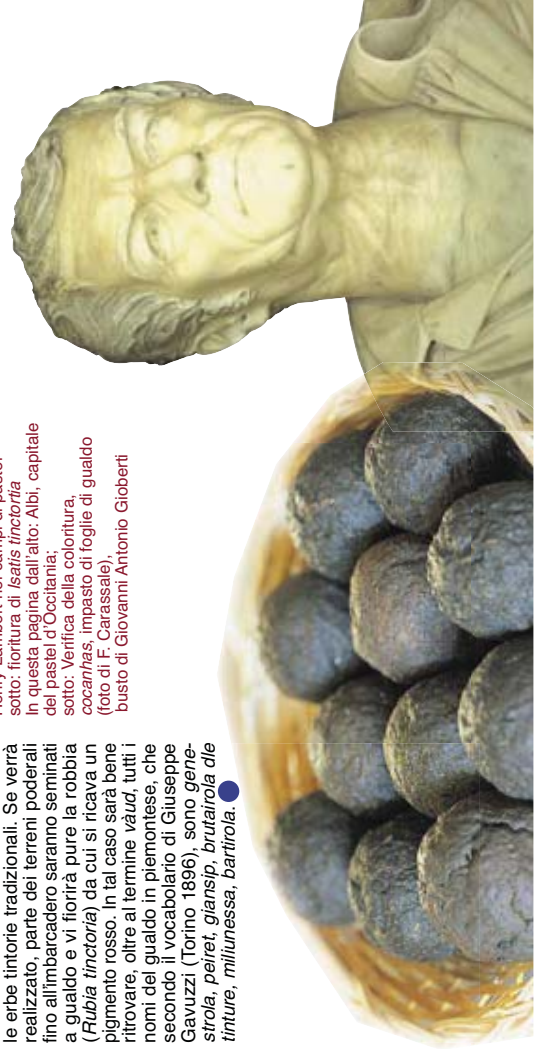 le erbe tintorie tradizionali. Se verrà
realizzato, parte dei terreni poderali
fino all'imbarcadero saranno seminati
a gualdo e vi fiorirà pure la robbia
(Rubia tinctoria) da cui si ricava un
pigmento rosso. In tal caso sarà bene
ritrovare, oltre al termine vàud, tutti i
nomi del gualdo in piemontese, che
secondo il vocabolario di Giuseppe
Gavuzzi (Torino 1896), sono gene-
strola, peiret, giansip, brutairola dle
tinture, miliunessa, bartirola.
sotto: fioritura di Isatis tinctortia
In questa pagina dall'alto: Albi, capitale
del pastel d'Occitania;
sotto: Verifica della coloritura,
cocanhas, impasto di foglie di gualdo
(foto di F. Carassale),
busto di Giovanni Antonio Gioberti